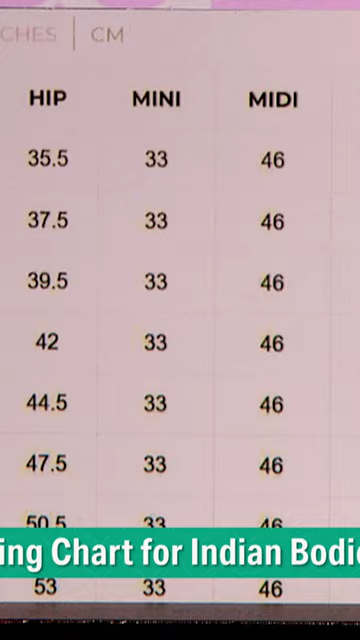 CHES | CM
HIP MINI MIDI
35.5 33 46
37.5 33 46
39.5 33 46
42 33 46
44.5 33 46
47.5 33 46
50.5 33 46
ing Chart for Indian Bodie
53 33 46